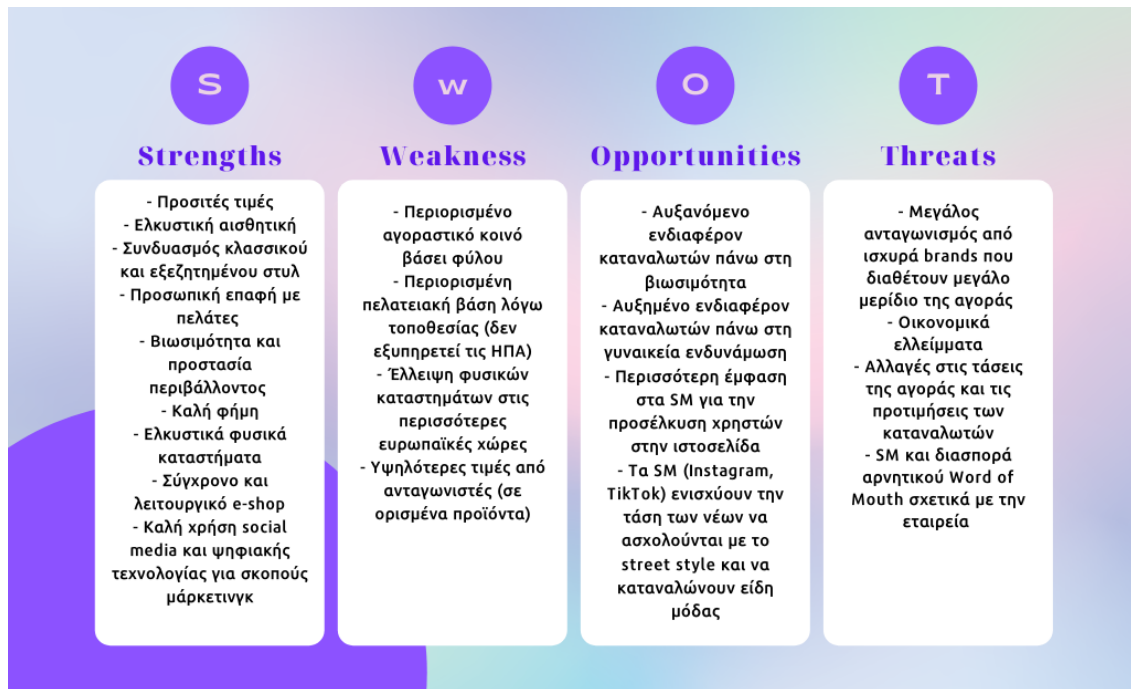 S
Strengths
- Προσιτές τιμές
- Ελκυστική αισθητική
- Συνδυασμός κλασσικού
και εξεζητημένου στυλ
- Προσωπική επαφή με
πελάτες
- Βιωσιμότητα και
προστασία
περιβάλλοντος
- Καλή φήμη
- Ελκυστικά φυσικά
καταστήματα
- Σύγχρονο και
λειτουργικό e-shop
- Καλή χρήση social
media και ψηφιακής
τεχνολογίας για σκοπούς
μάρκετινγκ
w
Weakness
- Περιορισμένο
αγοραστικό κοινό
βάσει φύλου
- Περιορισμένη
πελατειακή βάση λόγω
τοποθεσίας (δεν
εξυπηρετεί τις ΗΠΑ)
- Έλλειψη φυσικών
καταστημάτων στις
περισσότερες
ευρωπαϊκές χώρες
- Υψηλότερες τιμές από
ανταγωνιστές (σε
ορισμένα προϊόντα)
O
Opportunities
- Αυξανόμενο
ενδιαφέρον
καταναλωτών πάνω στη
βιωσιμότητα
- Αυξημένο ενδιαφέρον
καταναλωτών πάνω στη
γυναικεία ενδυνάμωση
- Περισσότερη έμφαση
στα SM για την
προσέλκυση χρηστών
στην ιστοσελίδα
- Τα SM (Instagram,
TikTok) ενισχύουν την
τάση των νέων να
ασχολούνται με το
street style και να
καταναλώνουν είδη
μόδας
T
Threats
- Μεγάλος
ανταγωνισμός από
ισχυρά brands που
διαθέτουν μεγάλο
μερίδιο της αγοράς
- Οικονομικά
ελλείμματα
- Αλλαγές στις τάσεις
της αγοράς και τις
προτιμήσεις των
καταναλωτών
- SM και διασπορά
αρνητικού Word of
Mouth σχετικά με την
εταιρεία